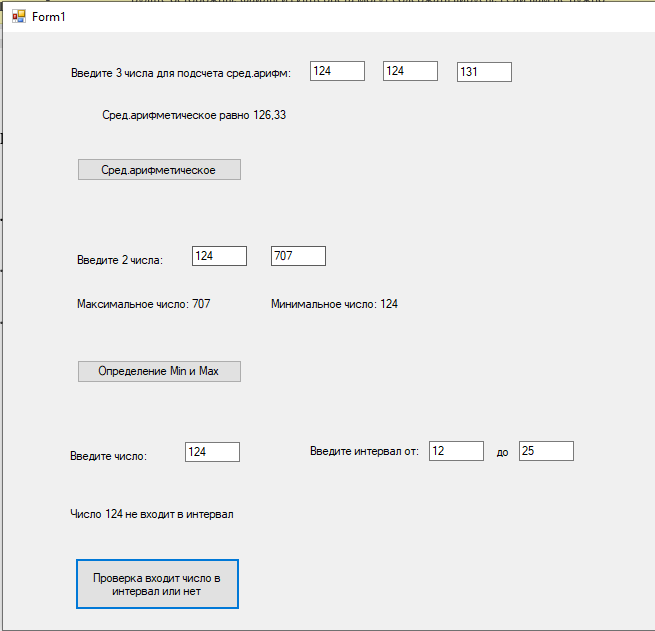 Form1
Введите 3 числа для подсчета сред.арифм: 124 124 131
Сред.арифметическое равно 126,33
Сред.арифметическое
Введите 2 числа: 124 707
Максимальное число: 707 Минимальное число: 124
Определение Min и Max
Введите число: 124 Введите интервал от: 12 до 25
Число 124 не входит в интервал
Проверка входит число в
интервал или нет